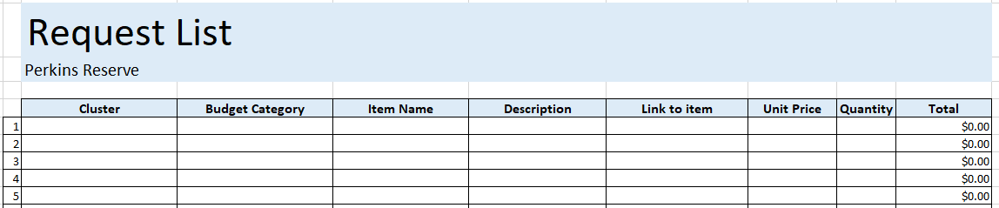 Request List
Perkins Reserve
Cluster Budget Category Item Name Description Link to item Unit Price Quantity Total
1 $0.00
2 $0.00
3 $0.00
4 $0.00
5 $0.00